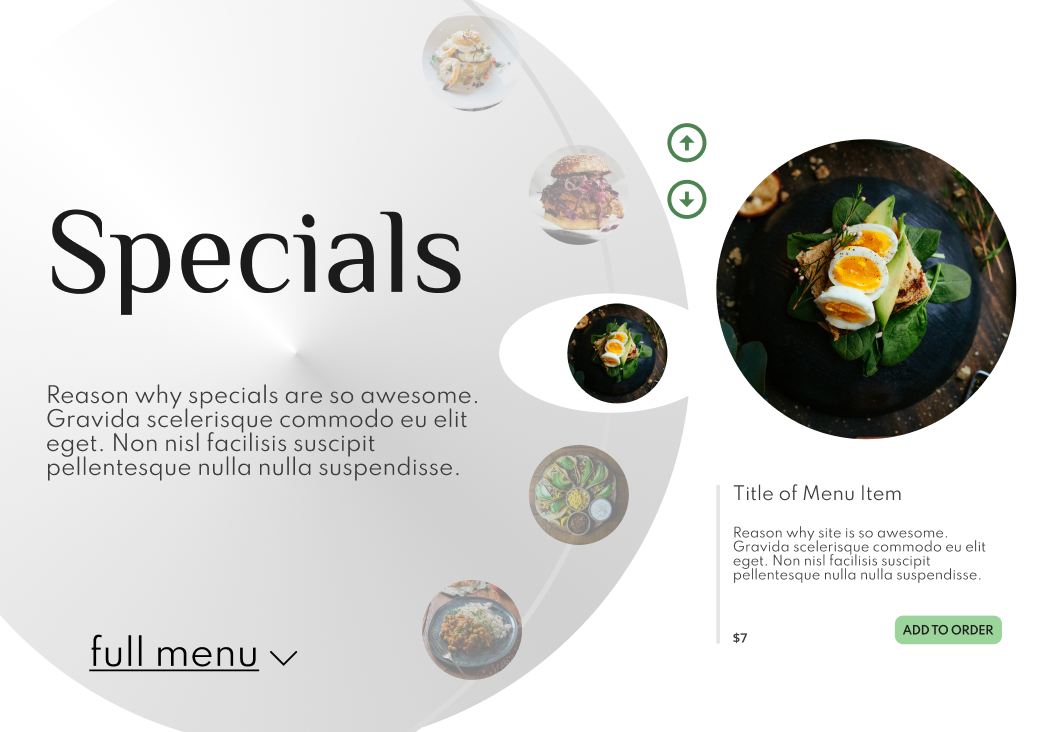 Specials
Reason why specials are so awesome.
Gravida scelerisque commodo eu elit
eget. Non nisl facilisis suscipit
pellentesque nulla nulla suspendisse.
full menu
Title of Menu Item
Reason why site is so awesome.
Gravida scelerisque commodo eu elit
eget. Non nisl facilisis suscipit
pellentesque nulla nulla suspendisse.
$7
ADD TO ORDER